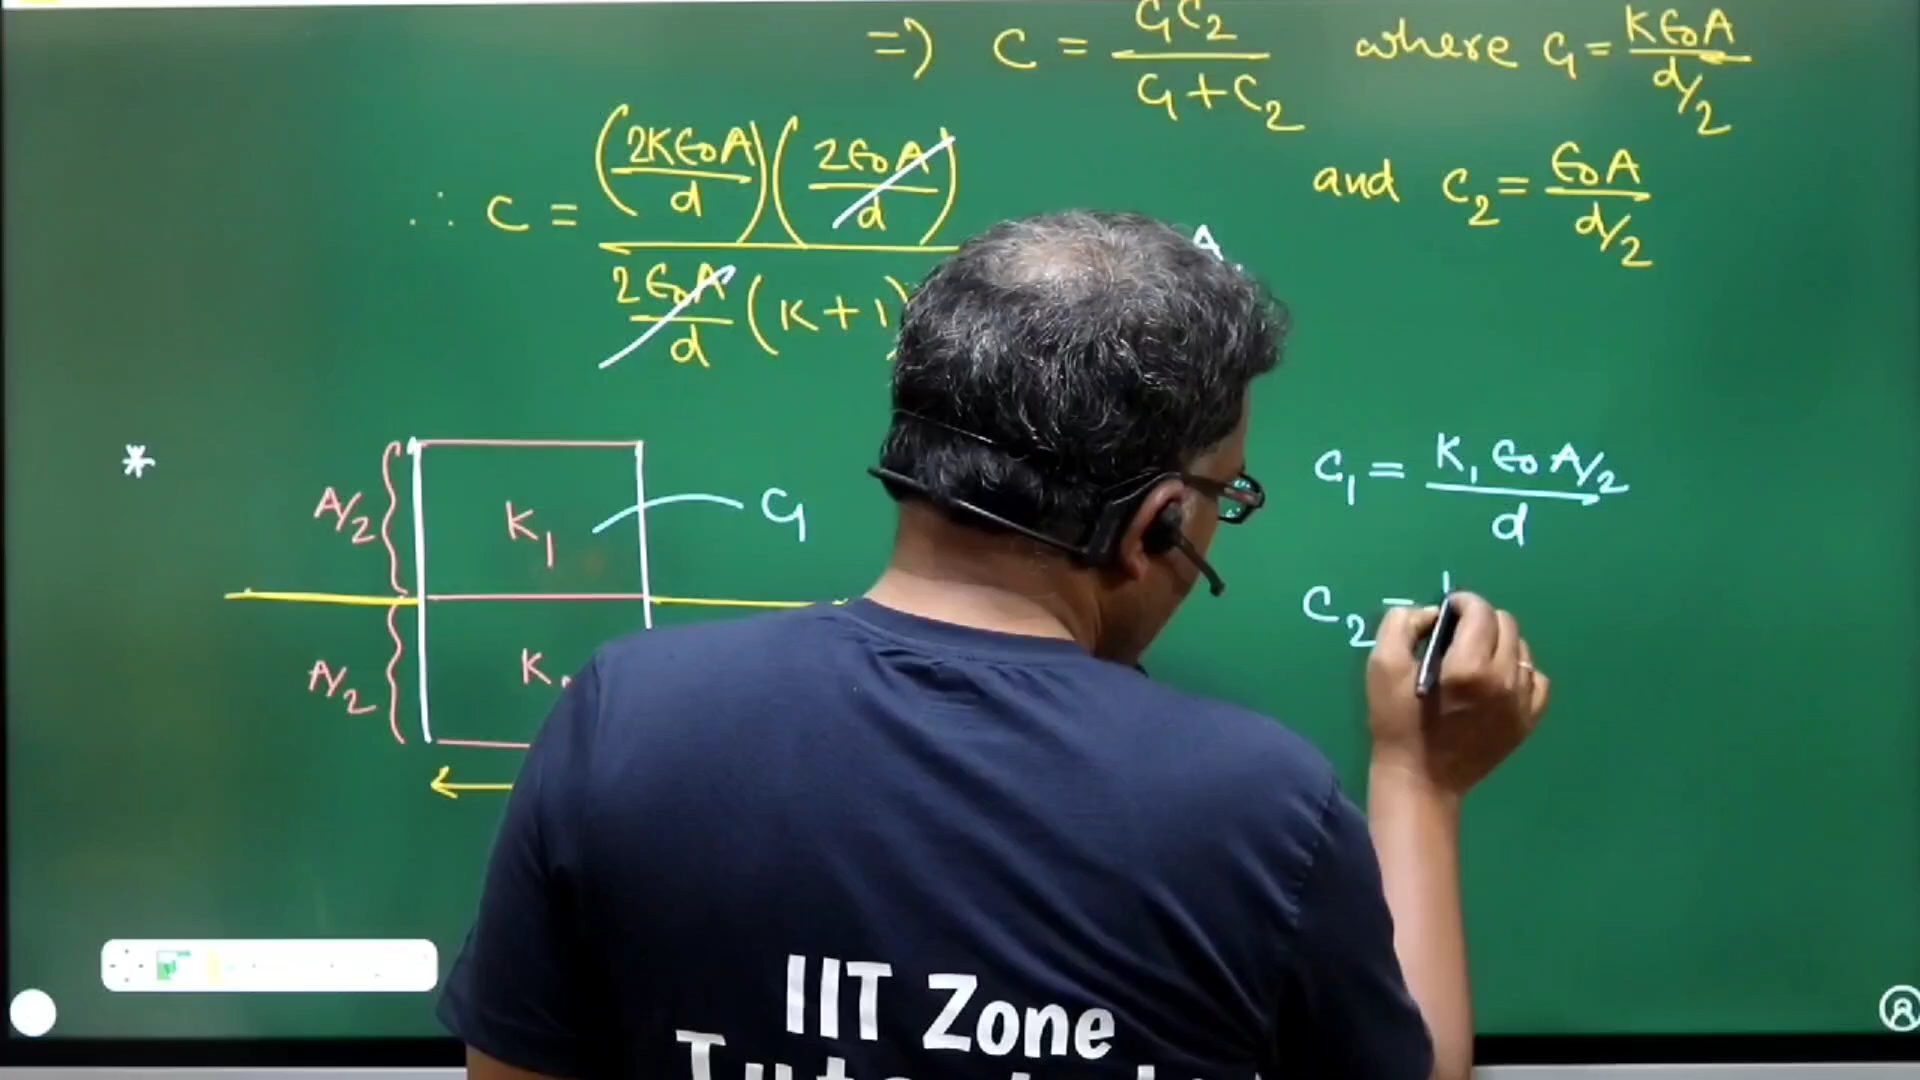 => C = C₁C₂ / C₁+C₂ where C₁ = Kϵ₀A / d/2
∴ C = (2Kϵ₀A / d)(2ϵ₀A / d) / 2ϵ₀A / d (K+1)
and C₂ = ϵ₀A / d/2
A
*
A/2 K₁ C₁
C₁ = K₁ϵ₀A/2 / d
A/2 K
C₂ =
IIT Zone